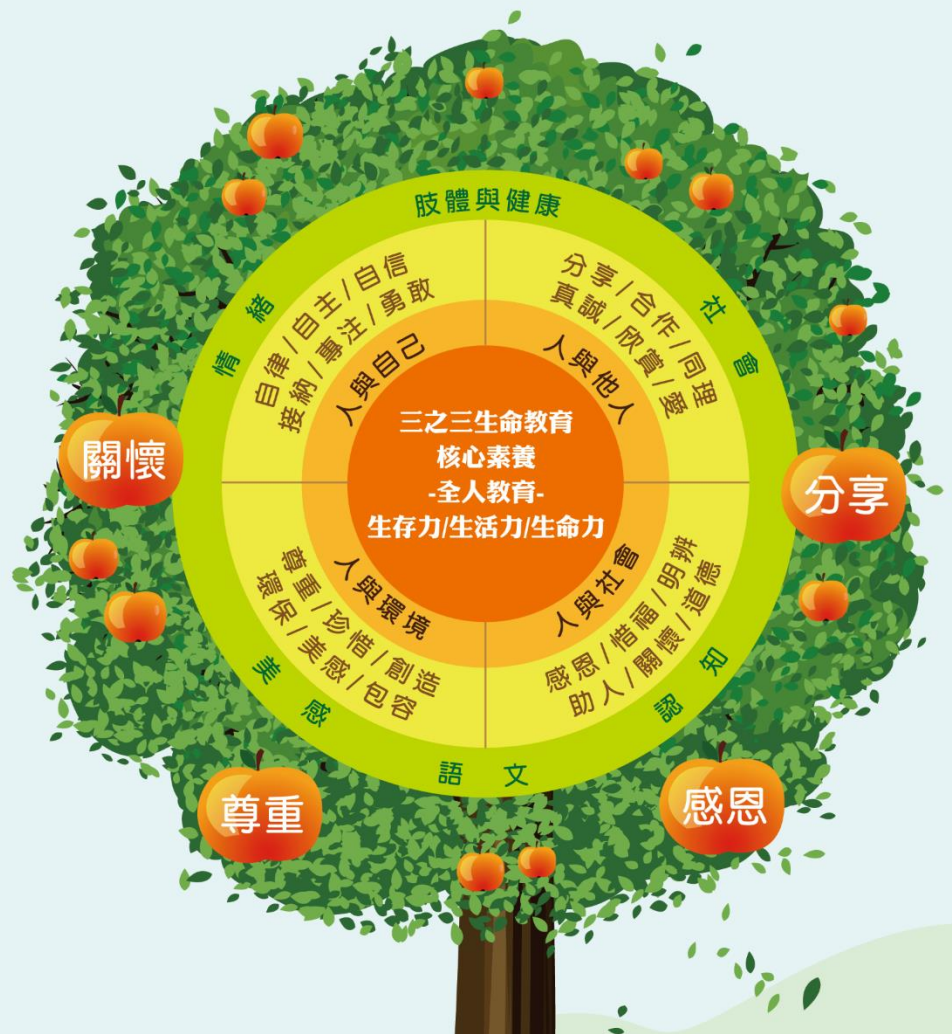 肢體與健康
社會
認知
語文
美感
情緒
自律/自主/自信
接納/專注/勇敢
人與自己
分享/合作/同理
真誠/欣賞/愛
人與他人
三之三生命教育
核心素養
-全人教育-
生存力/生活力/生命力
人與環境
尊重/珍惜/創造
環保/美感/包容
人與社會
感恩/惜福/明辨
助人/關懷/道德
關懷
分享
尊重
感恩